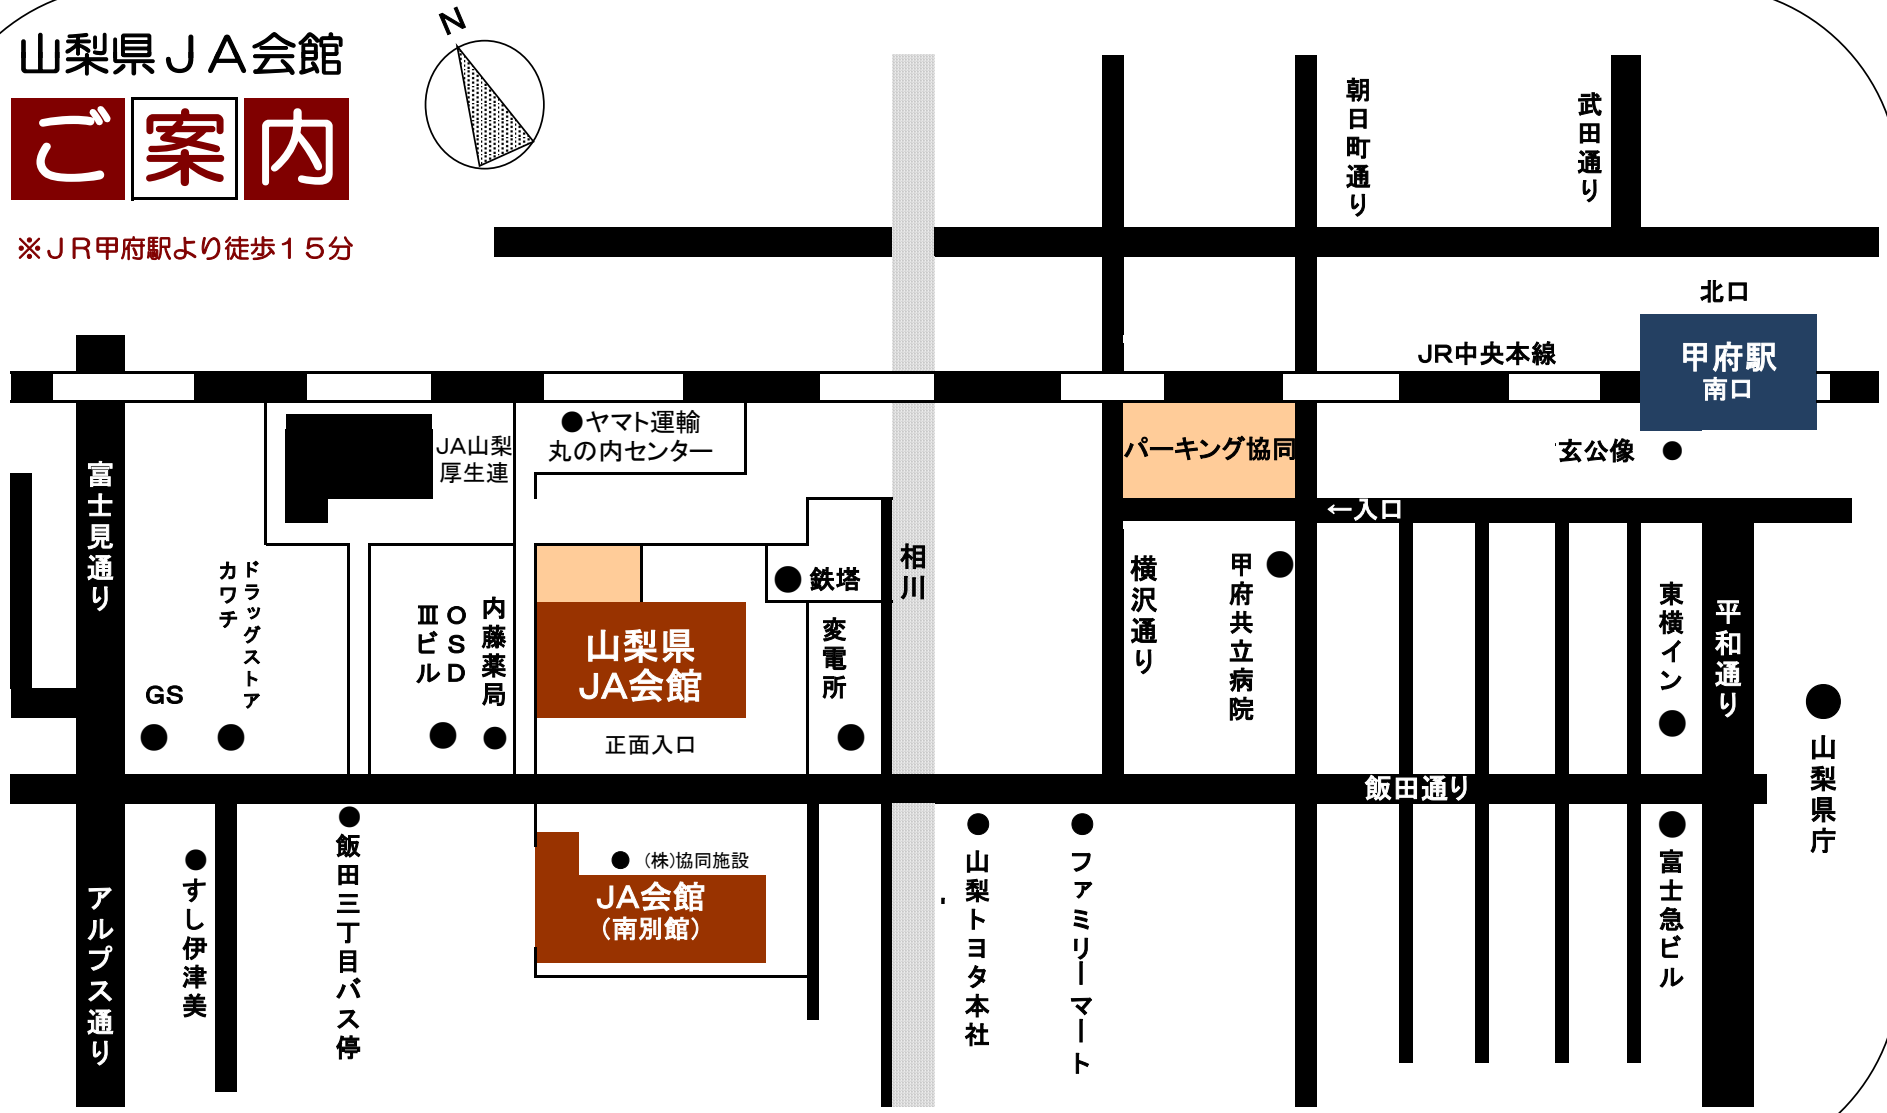 山梨県ＪＡ会館
ご案内
※ＪＲ甲府駅より徒歩１５分
N
朝日町通り
武田通り
北口
JR中央本線
甲府駅
南口
●ヤマト運輸
丸の内センター
JA山梨
厚生連
パーキング協同
玄公像
←入口
富士見通り
相川
鉄塔
ドラッグストア
カワチ
GS
ＯＳＤ
Ⅲビル
内藤薬局
山梨県
JA会館
正面入口
変電所
横沢通り
甲府共立病院
東横イン
平和通り
山梨県庁
飯田通り
アルプス通り
すし伊津美
飯田三丁目バス停
(株)協同施設
JA会館
（南別館）
山梨トヨタ本社
ファミリーマート
富士急ビル